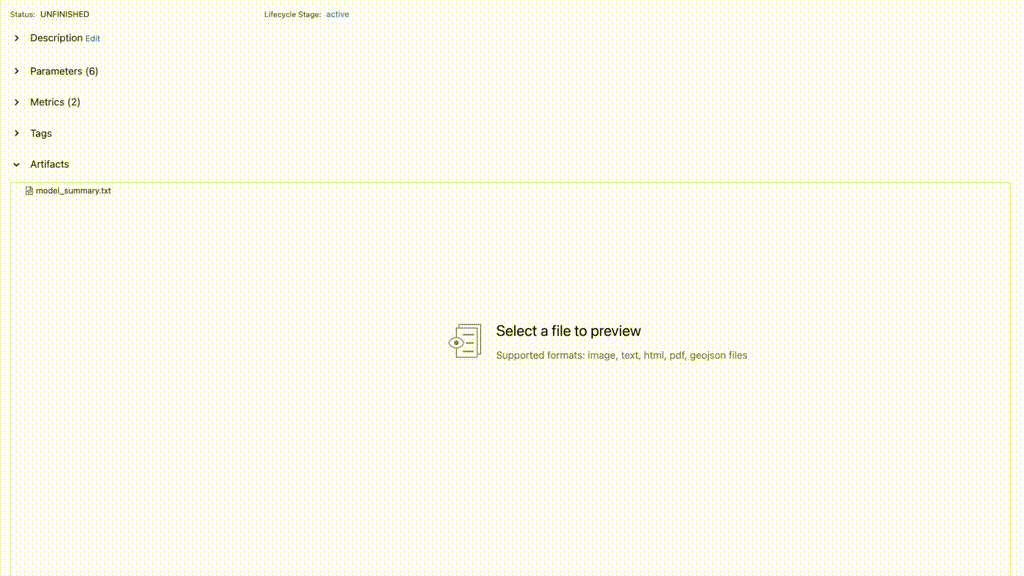 Status: UNFINISHED Lifecycle Stage: active
Description Edit
Parameters (6)
Metrics (2)
Tags
Artifacts
model_summary.txt
Select a file to preview
Supported formats: image, text, html, pdf, geojson files